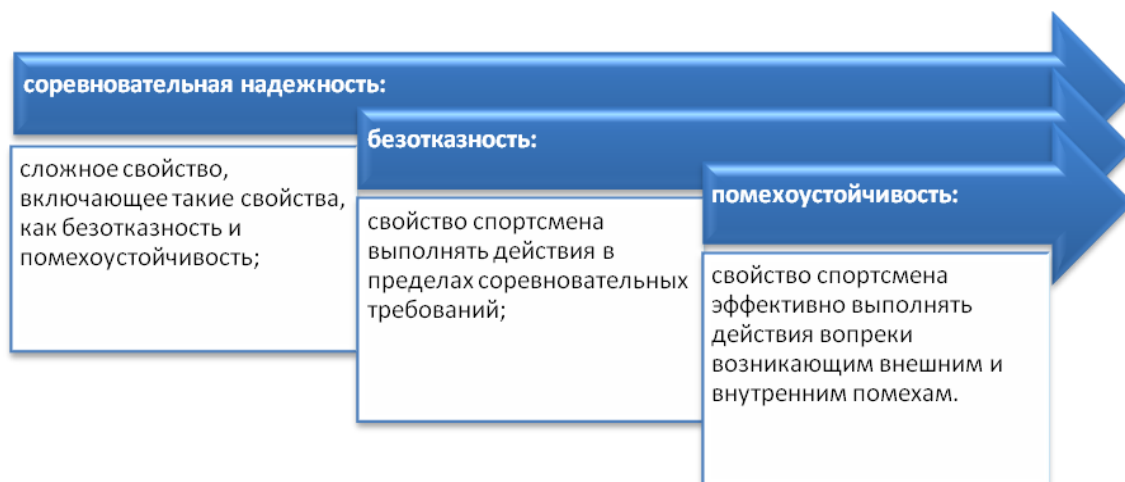 соревновательная надежность:
сложное свойство,
включающее такие свойства,
как безотказность и
помехоустойчивость;
безотказность:
свойство спортсмена
выполнять действия в
пределах соревновательных
требований;
помехоустойчивость:
свойство спортсмена
эффективно выполнять
действия вопреки
возникающим внешним и
внутренним помехам.